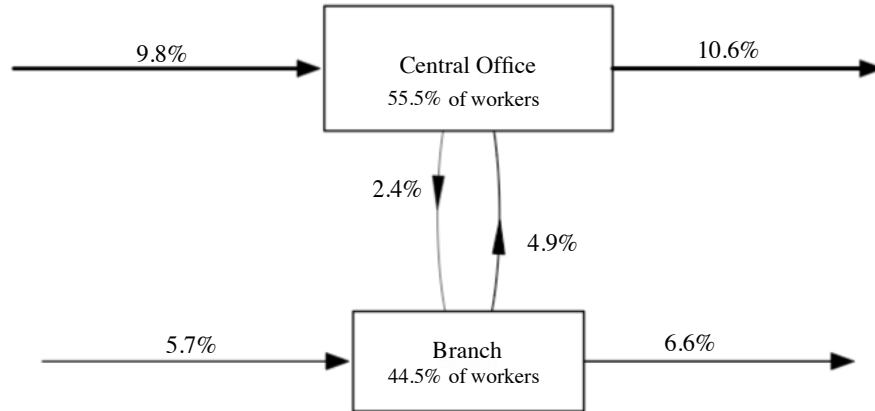 9.8%
10.6%
Central Office
55.5% of workers
2.4%
4.9%
5.7%
6.6%
Branch
44.5% of workers